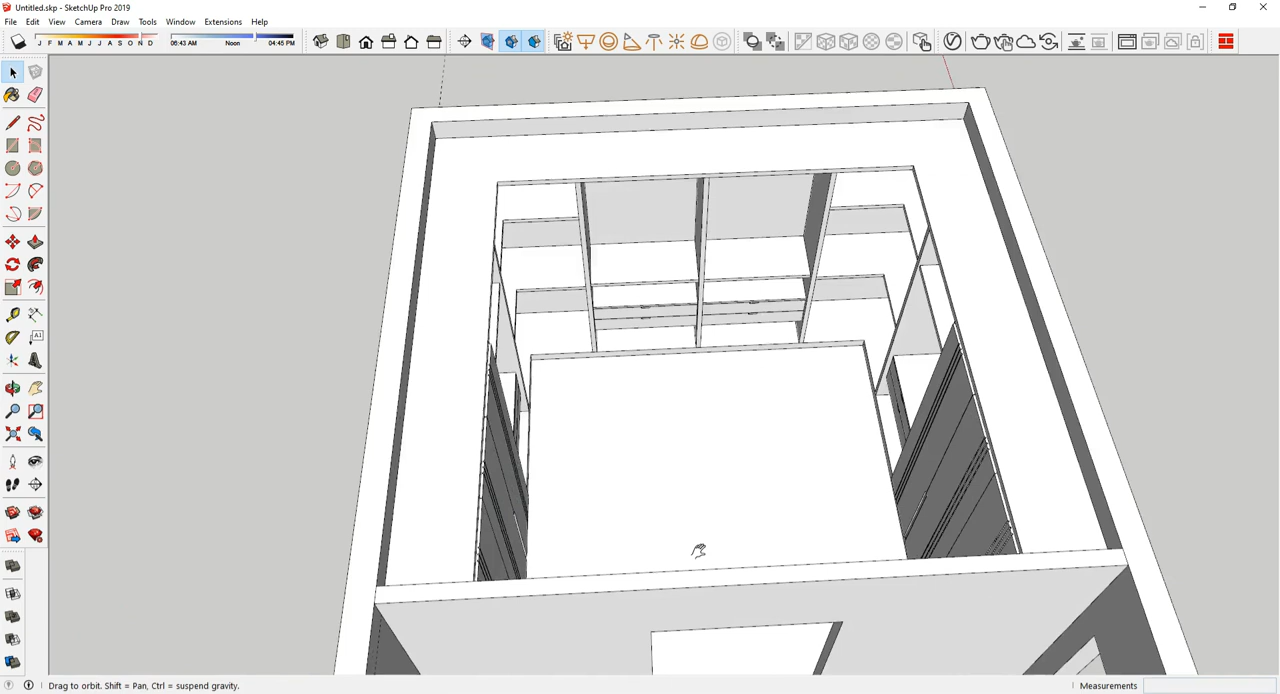 Untitled.skp - SketchUp Pro 2019
File Edit View Camera Draw Tools Window Extensions Help
J F M A M J J A S O N D 06:43 AM Noon 04:45 PM
Drag to orbit. Shift = Pan, Ctrl = suspend gravity.
Measurements